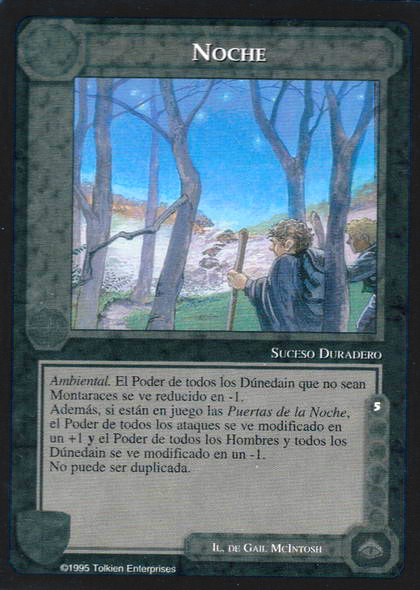 NOCHE
SUCESO DURADERO
Ambiental. El Poder de todos los Dúnedain que no sean
Montaraces se ve reducido en -1.
Además, si están en juego las Puertas de la Noche,
el Poder de todos los ataques se ve modificado en
un +1 y el Poder de todos los Hombres y todos los
Dúnedain se ve modificado en un -1.
No puede ser duplicada.
5
IL. DE GAIL MCINTOSH
©1995 Tolkien Enterprises